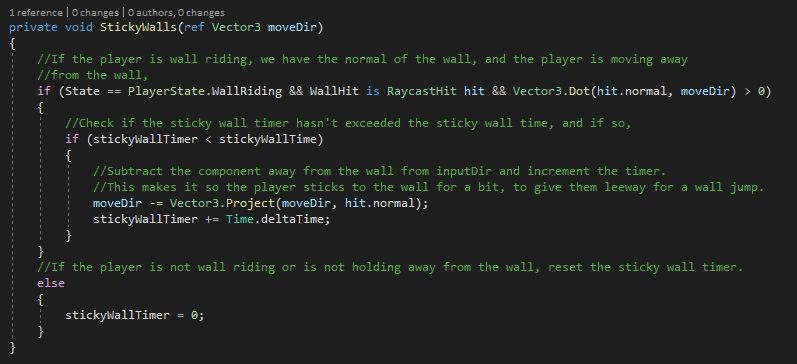 1 reference | 0 changes | 0 authors, 0 changes
private void StickyWalls(ref Vector3 moveDir)
{
    //If the player is wall riding, we have the normal of the wall, and the player is moving away
    //from the wall,
    if (State == PlayerState.WallRiding && WallHit is RaycastHit hit && Vector3.Dot(hit.normal, moveDir) > 0)
    {
        //Check if the sticky wall timer hasn't exceeded the sticky wall time, and if so,
        if (stickyWallTimer < stickyWallTime)
        {
            //Subtract the component away from the wall from inputDir and increment the timer.
            //This makes it so the player sticks to the wall for a bit, to give them leeway for a wall jump.
            moveDir -= Vector3.Project(moveDir, hit.normal);
            stickyWallTimer += Time.deltaTime;
        }
    }
    //If the player is not wall riding or is not holding away from the wall, reset the sticky wall timer.
    else
    {
        stickyWallTimer = 0;
    }
}